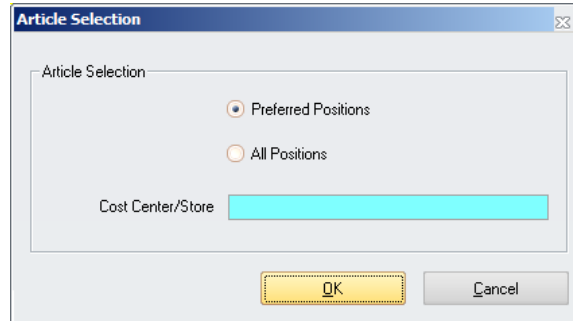 Article Selection
Article Selection
Preferred Positions
All Positions
Cost Center/Store
OK
Cancel